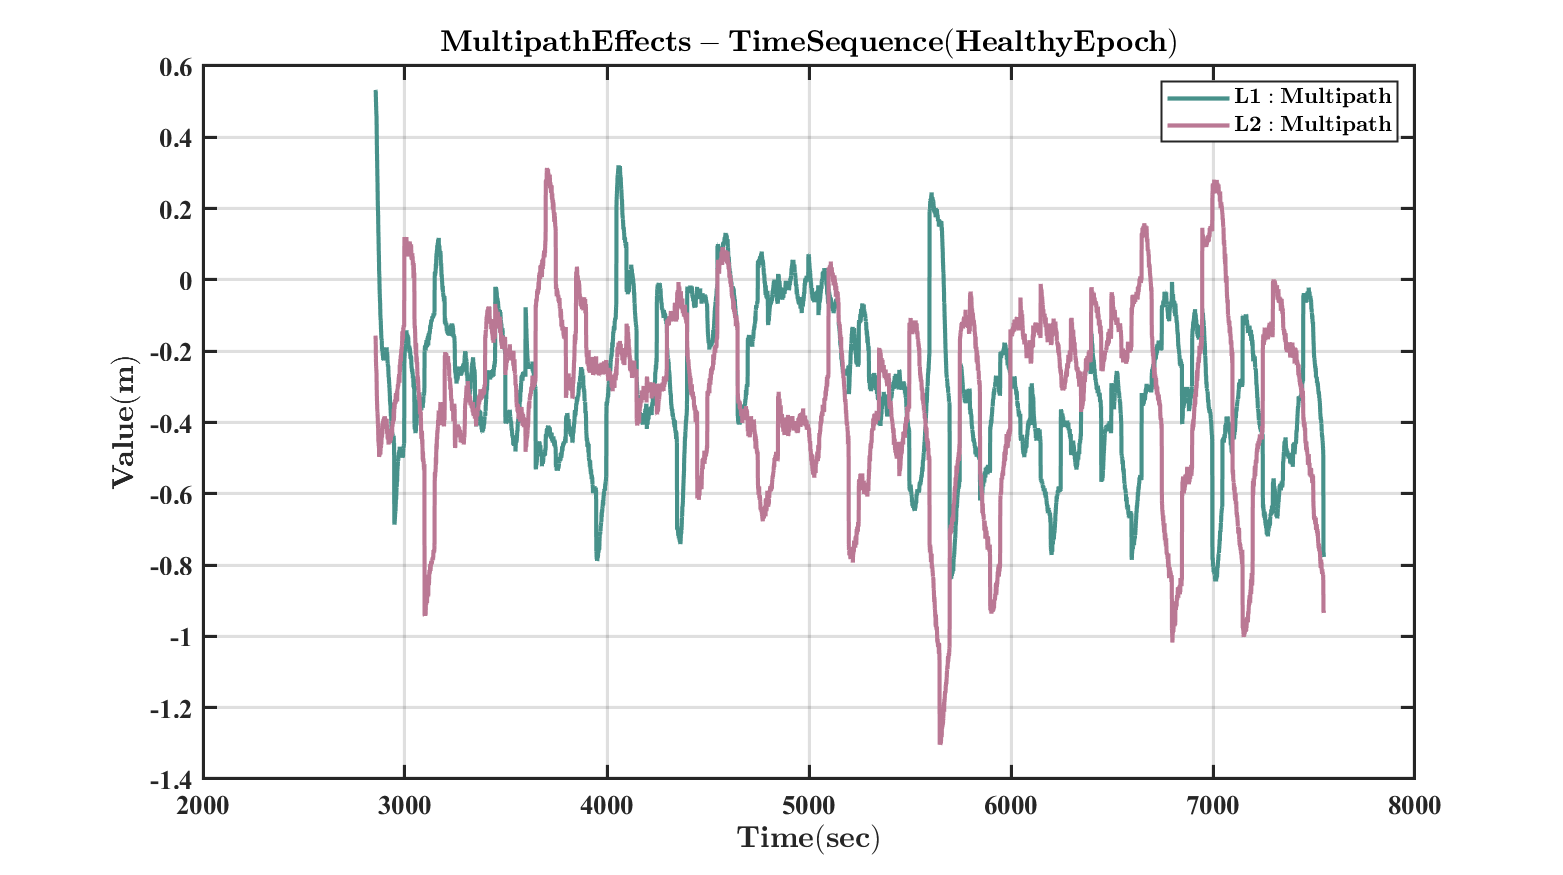 MultipathEffects – TimeSequence(HealthyEpoch)
L1 : Multipath
L2 : Multipath
Value(m)
0.6
0.4
0.2
0
-0.2
-0.4
-0.6
-0.8
-1
-1.2
-1.4
2000 3000 4000 5000 6000 7000 8000
Time(sec)